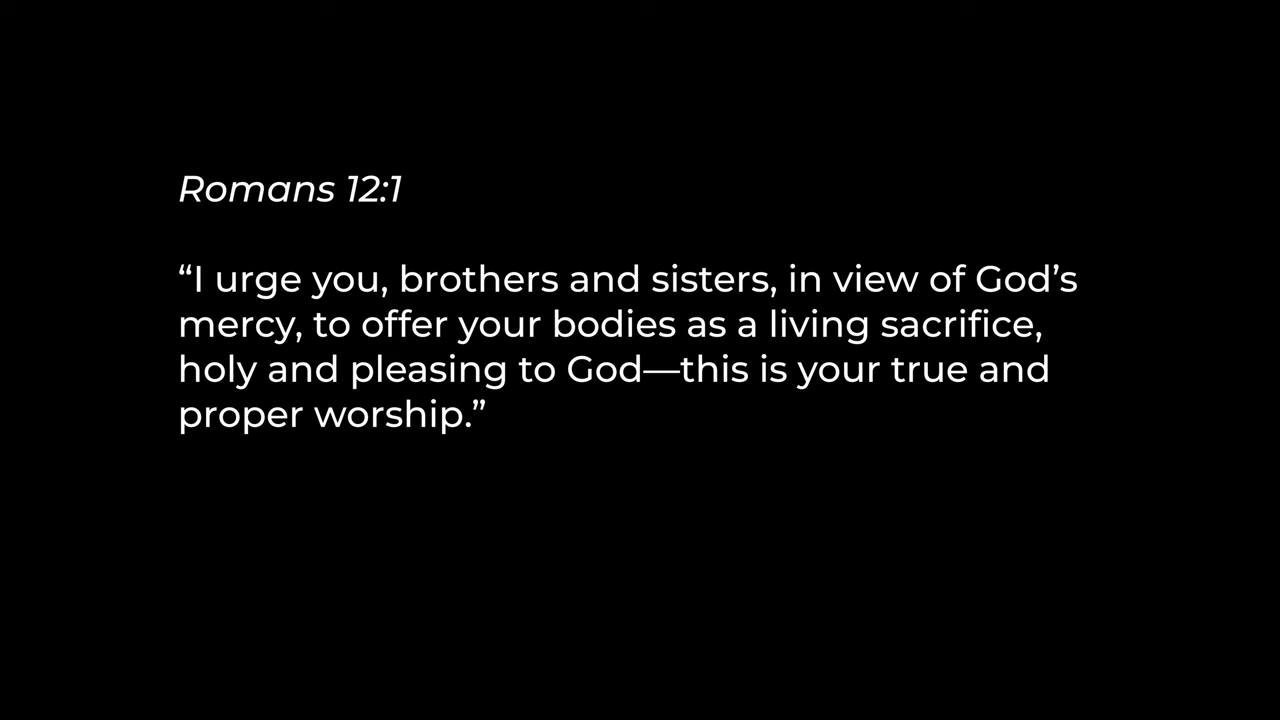 Romans 12:1
“I urge you, brothers and sisters, in view of God’s
mercy, to offer your bodies as a living sacrifice,
holy and pleasing to God—this is your true and
proper worship.”